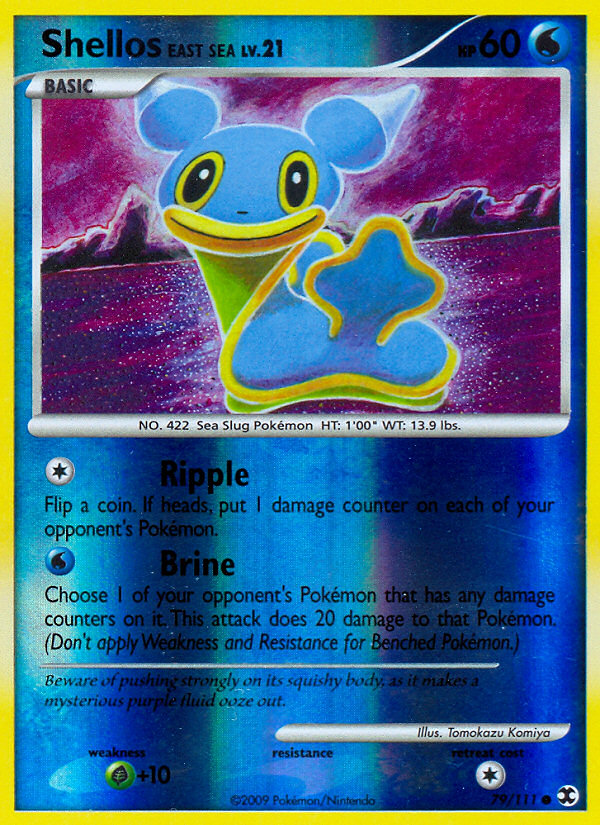 Shellos EAST SEA LV.21 HP 60
BASIC
NO. 422 Sea Slug Pokémon HT: 1'00" WT: 13.9 lbs.
Ripple
Flip a coin. If heads, put 1 damage counter on each of your
opponent's Pokémon.
Brine
Choose 1 of your opponent's Pokémon that has any damage
counters on it. This attack does 20 damage to that Pokémon.
(Don't apply Weakness and Resistance for Benched Pokémon.)
Beware of pushing strongly on its squishy body, as it makes a
mysterious purple fluid ooze out.
Illus. Tomokazu Komiya
weakness resistance retreat cost
+10
©2009 Pokémon/Nintendo 79/111